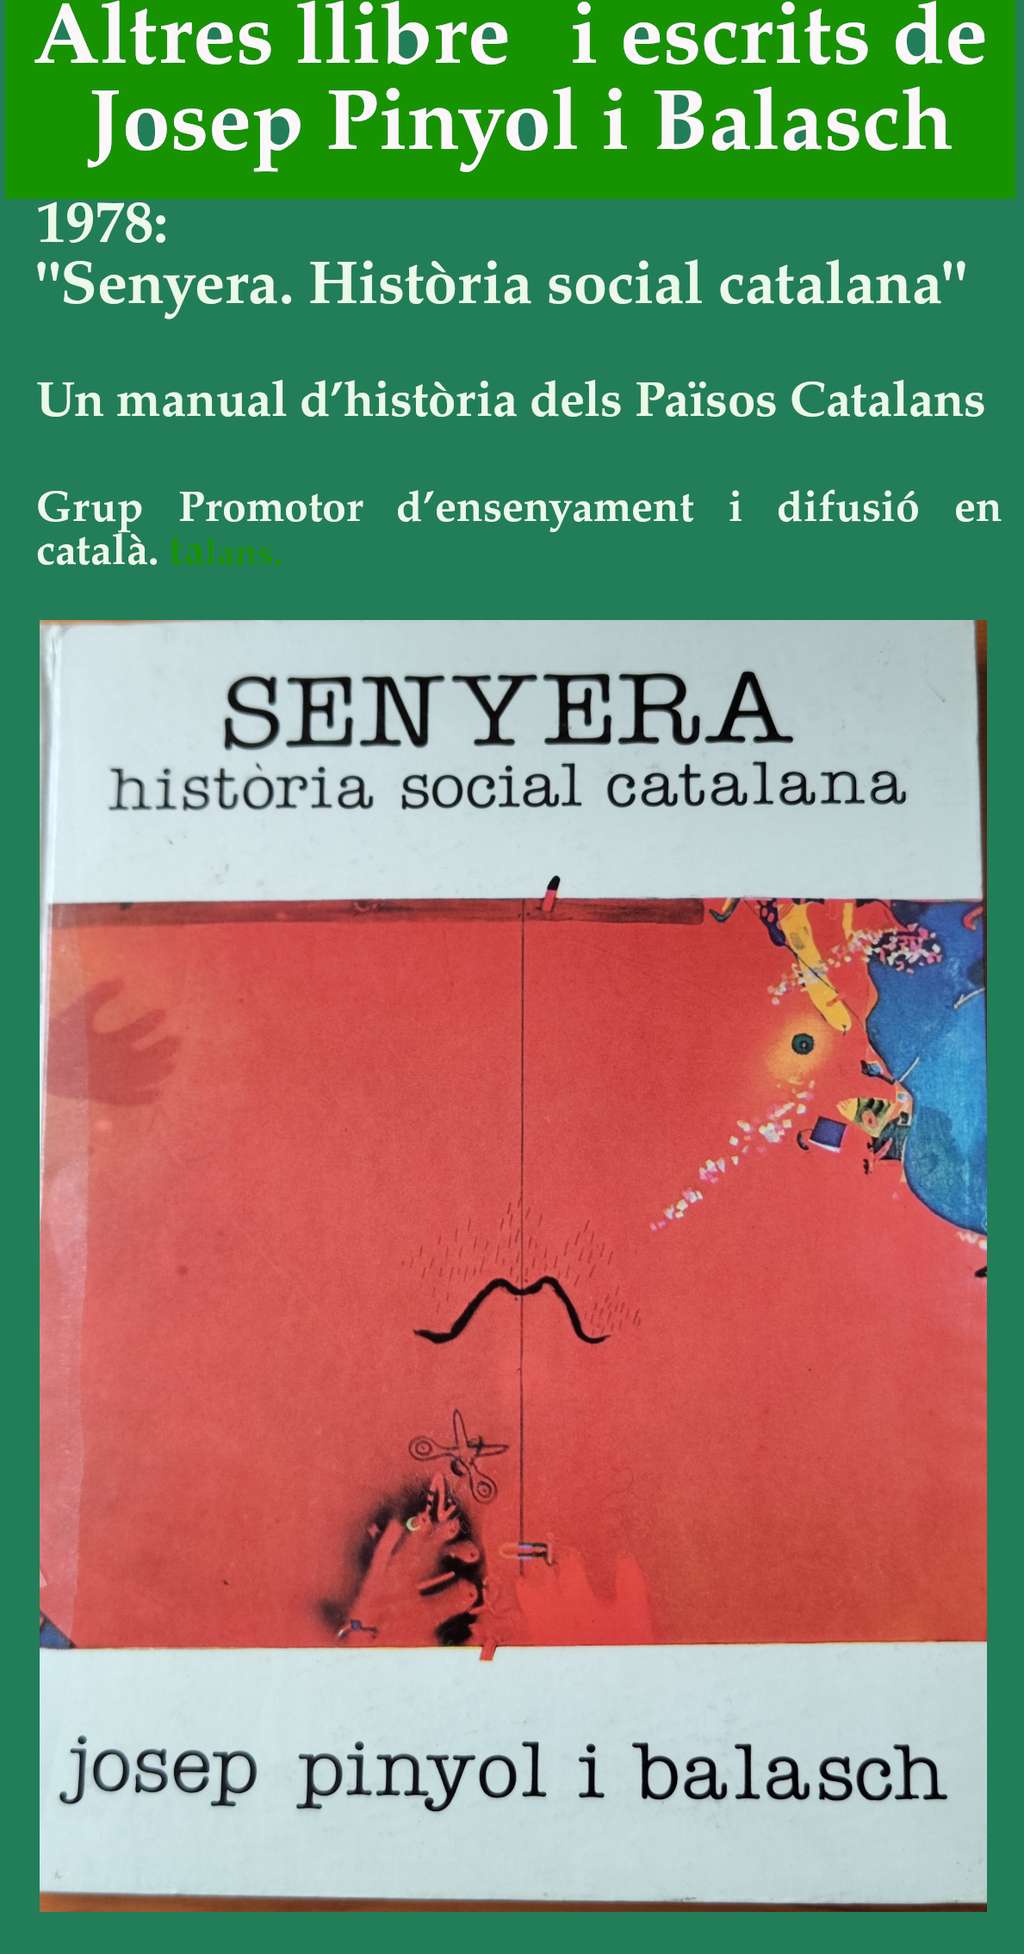 Altres llibre i escrits de
Josep Pinyol i Balasch
1978:
"Senyera. Història social catalana"
Un manual d’història dels Països Catalans
Grup Promotor d’ensenyament i difusió en
català. talans.
SENYERA
història social catalana
josep pinyol i balasch